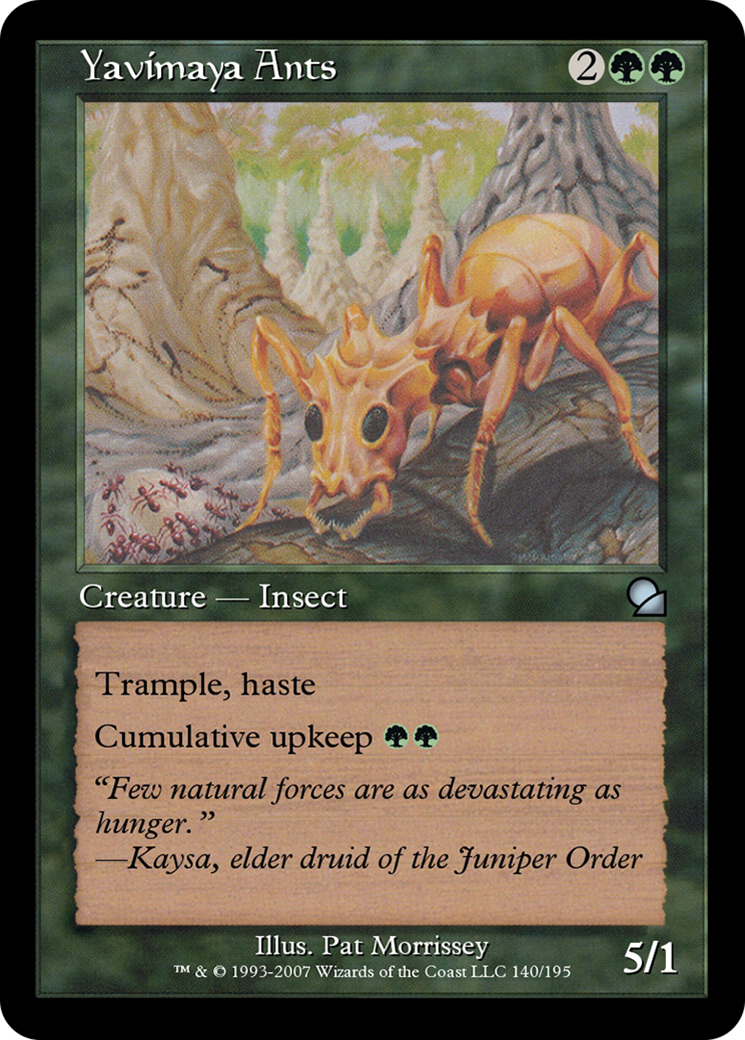 Yavimaya Ants 2
Creature — Insect
Trample, haste
Cumulative upkeep
“Few natural forces are as devastating as
hunger.”
—Kaysa, elder druid of the Juniper Order
Illus. Pat Morrissey
™ & © 1993-2007 Wizards of the Coast LLC 140/195
5/1